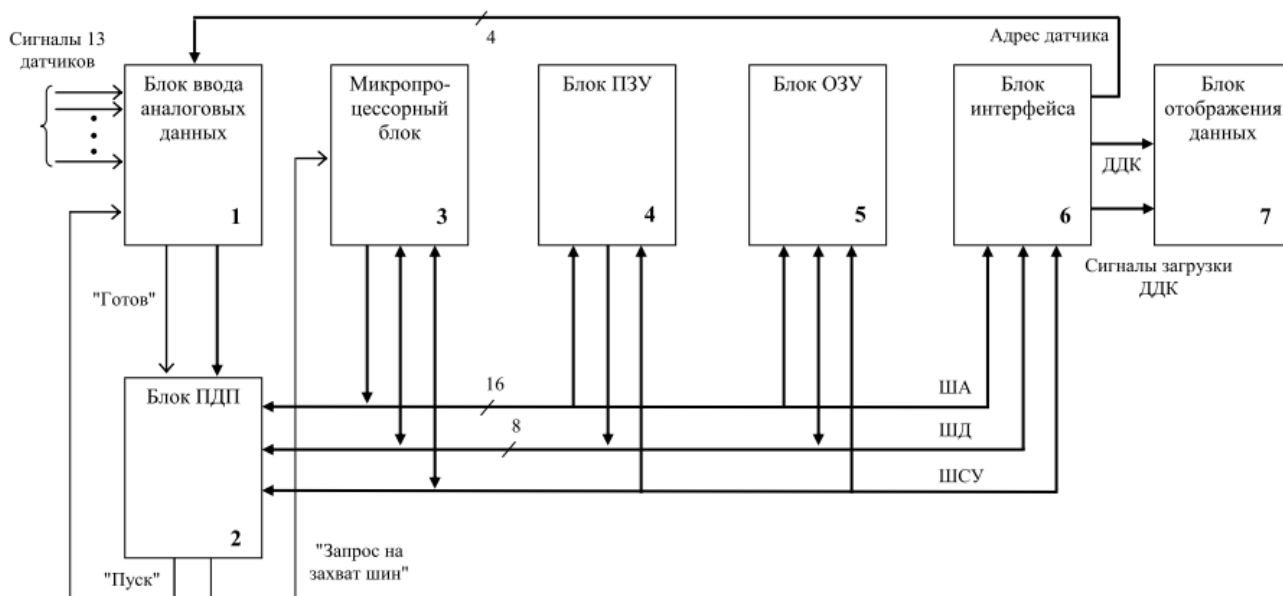 4
Адрес датчика
Сигналы 13
датчиков
Блок ввода
аналоговых
данных
1
Микропро-
цессорный
блок
3
Блок ПЗУ
4
Блок ОЗУ
5
Блок
интерфейса
6
ДДК
Блок
отображения
данных
7
Сигналы загрузки
ДДК
"Готов"
Блок ПДП
2
16
ША
8
ШД
ШСУ
"Пуск"
"Запрос на
захват шин"